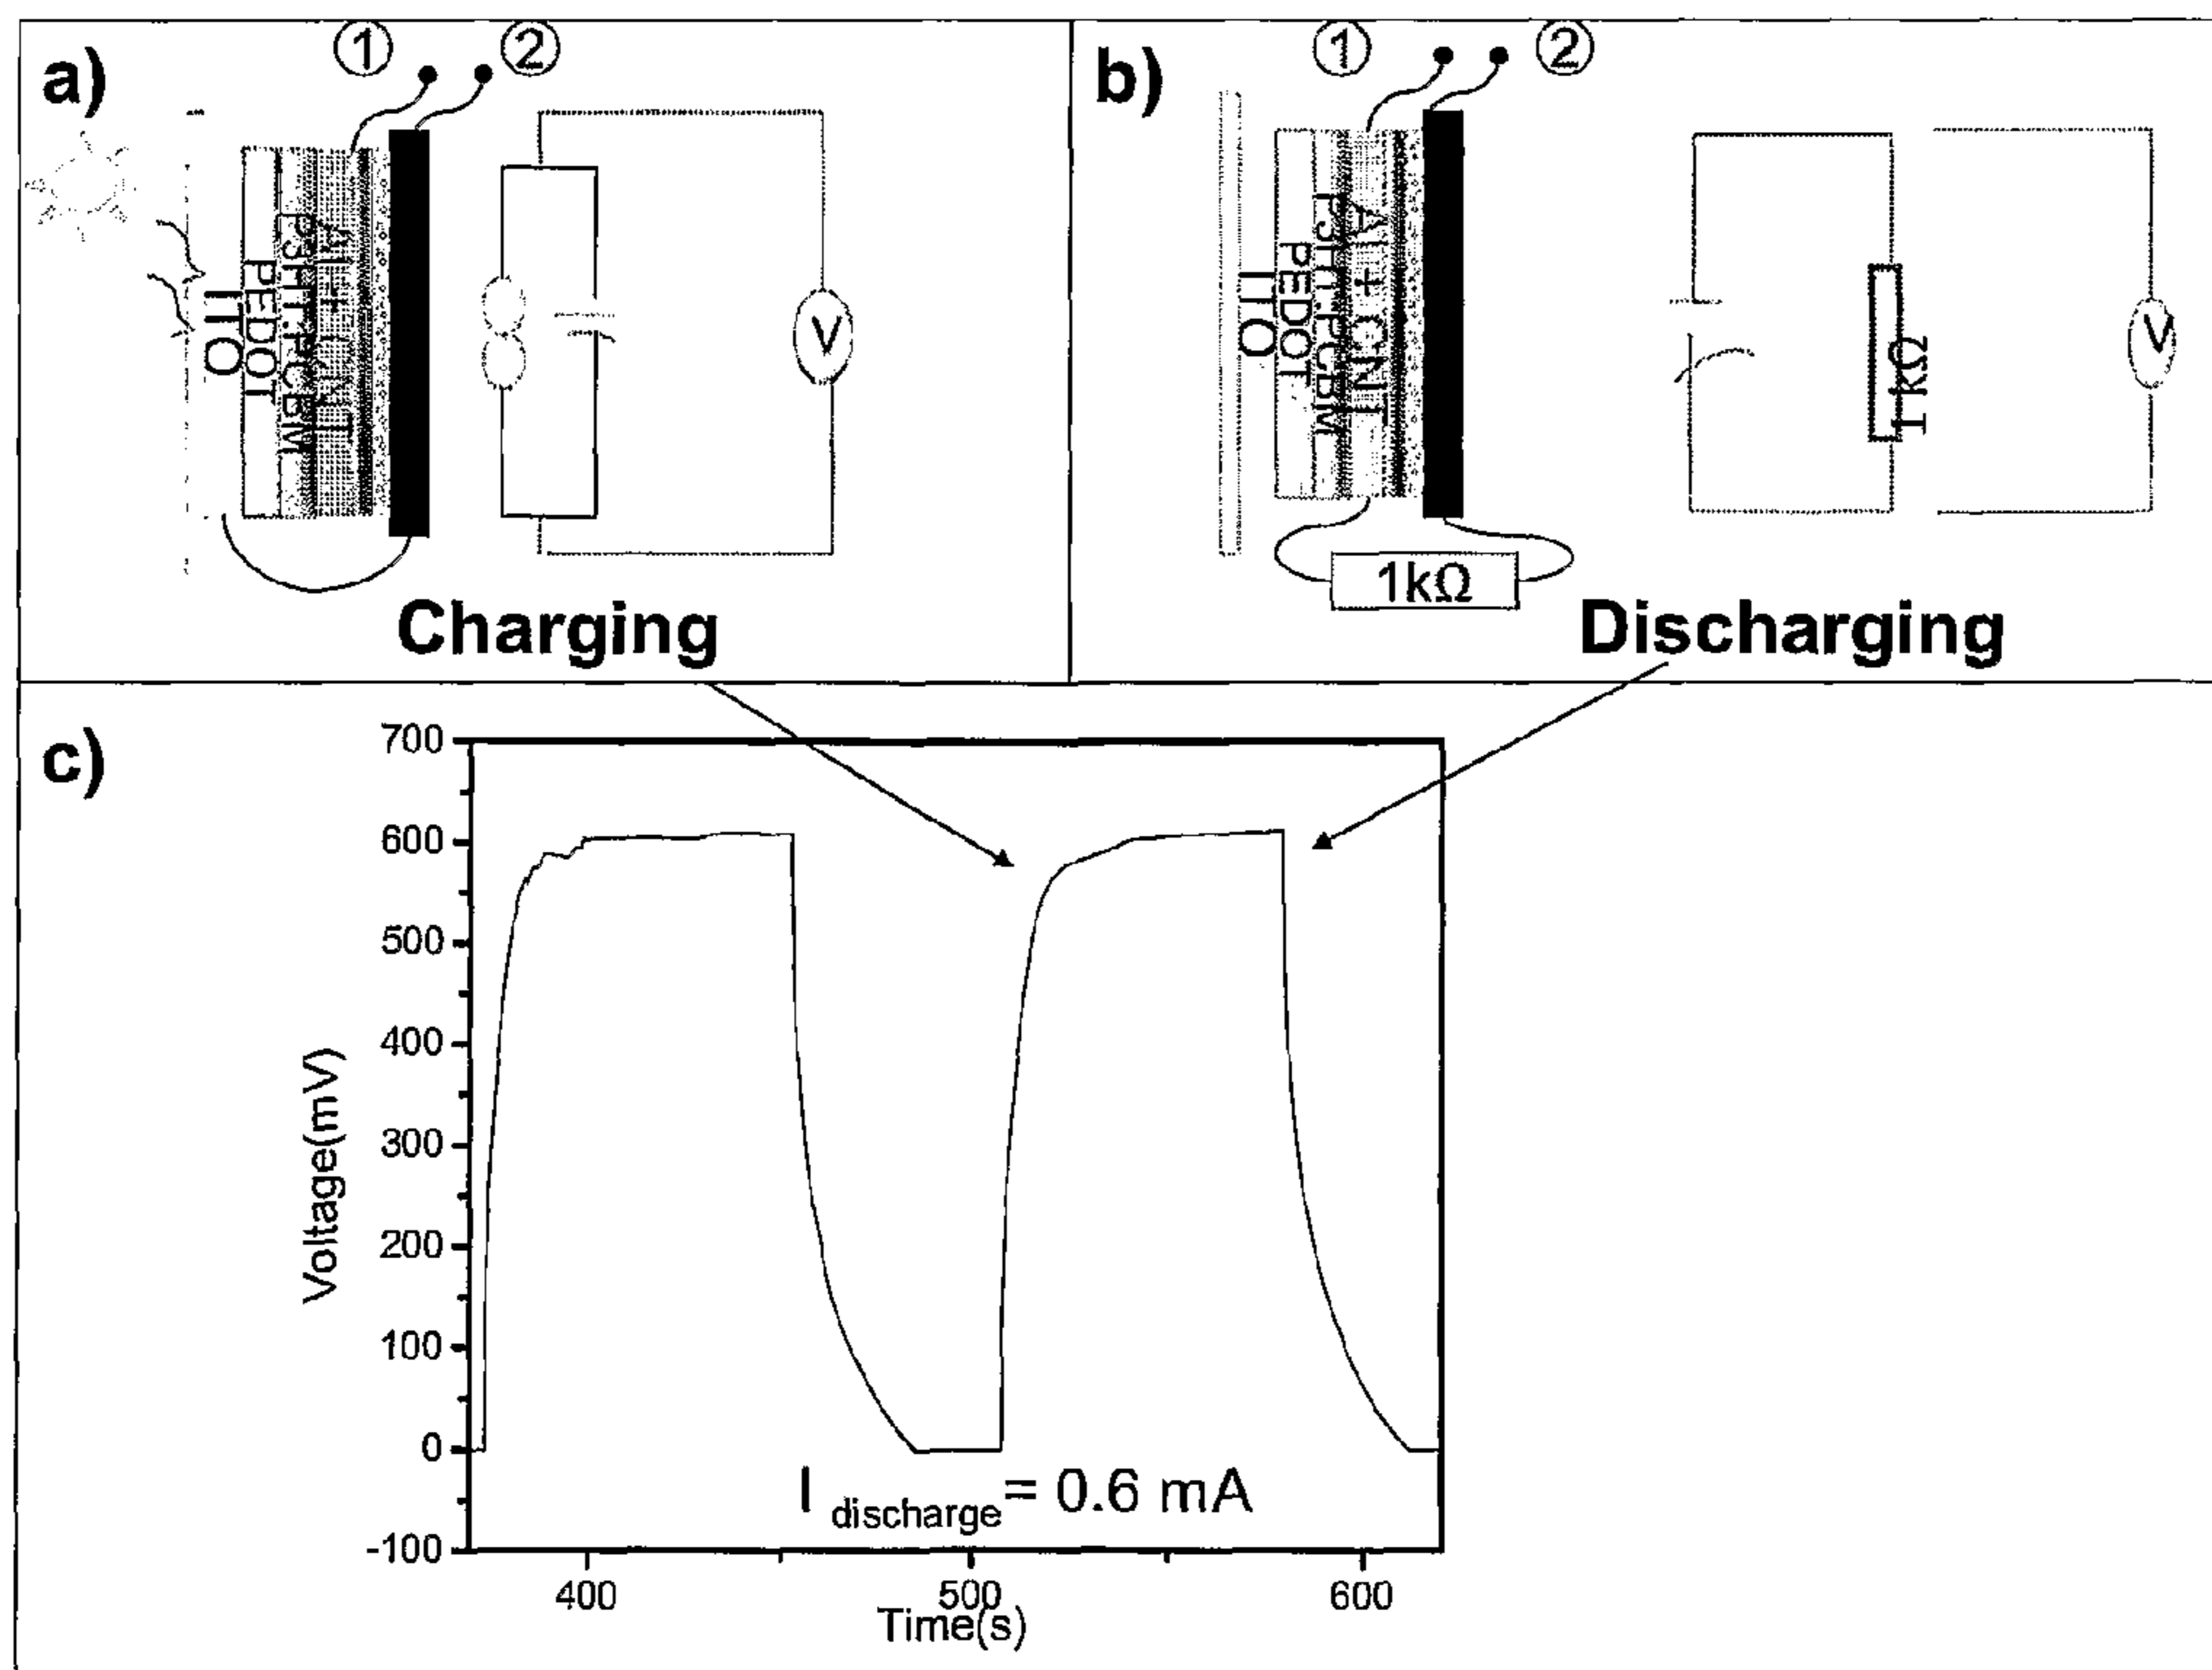 a)
1
2
ITO
PEDOT
P3HT:PCBM
Al + CNT
V
Charging
b)
1
2
ITO
PEDOT
P3HT:PCBM
Al + CNT
1kΩ
1 kΩ
V
Discharging
c)
700
600
500
400
300
200
100
0
-100
Voltage(mV)
I discharge = 0.6 mA
400
500
600
Time(s)